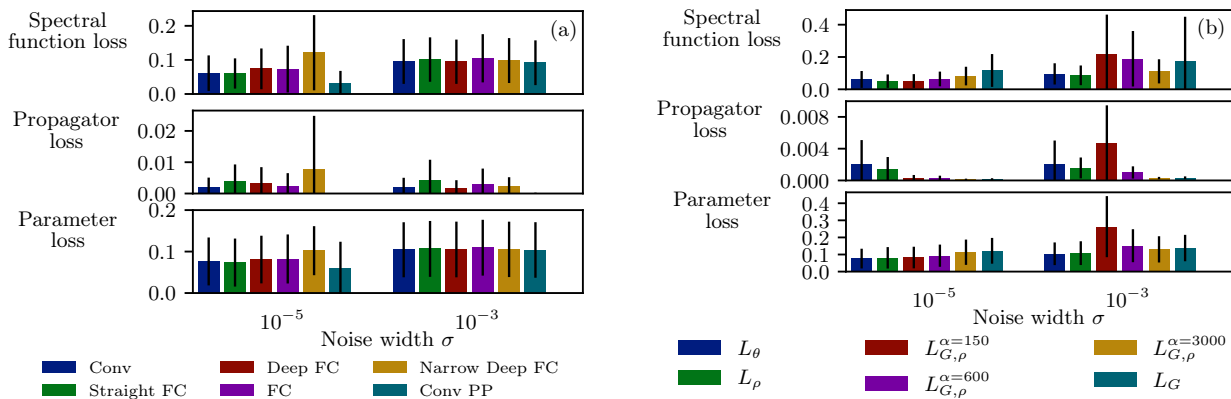 Spectral
function loss
0.2
0.1
0.0
(a)
Propagator
loss
0.02
0.01
0.00
Parameter
loss
0.2
0.1
0.0
10^{-5}
10^{-3}
Noise width σ
Conv
Deep FC
Narrow Deep FC
Straight FC
FC
Conv PP
Spectral
function loss
0.4
0.2
0.0
(b)
Propagator
loss
0.008
0.004
0.000
Parameter
loss
0.4
0.3
0.2
0.1
0.0
10^{-5}
10^{-3}
Noise width σ
L_θ
L_{G,ρ}^{α=150}
L_{G,ρ}^{α=3000}
L_ρ
L_{G,ρ}^{α=600}
L_G